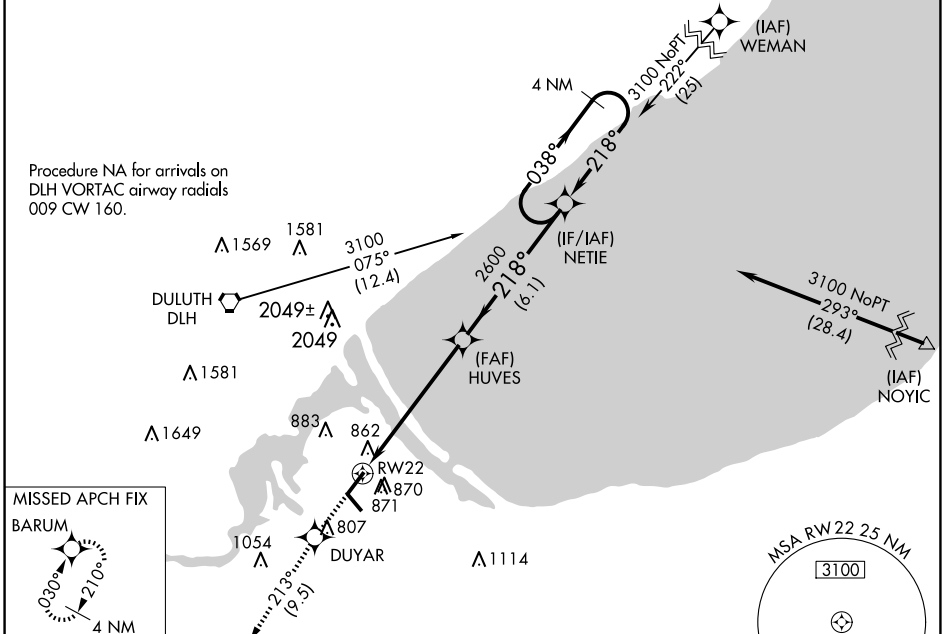 (IAF)
WEMAN
3100 NoPT
222°
(25)
4 NM
038°
218°
Procedure NA for arrivals on
DLH VORTAC airway radials
009 CW 160.
(IF/IAF)
NETIE
1569
1581
3100
075°
(12.4)
2600
218°
(6.1)
DULUTH
DLH
2049±
2049
3100 NoPT
293°
(28.4)
(IAF)
NOYIC
(FAF)
HUVES
1581
1649
883
862
RW22
870
871
807
DUYAR
1054
1114
213°
(9.5)
MISSED APCH FIX
BARUM
030°
210°
4 NM
MSA RW 22 25 NM
3100